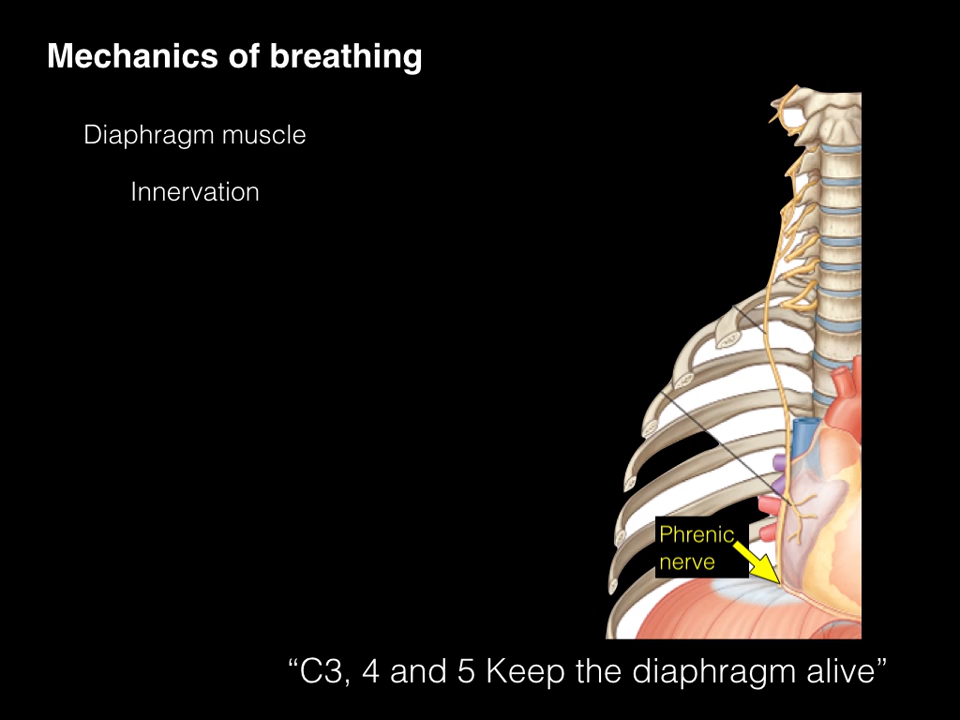 Mechanics of breathing
Diaphragm muscle
Innervation
Phrenic
nerve
“C3, 4 and 5 Keep the diaphragm alive”